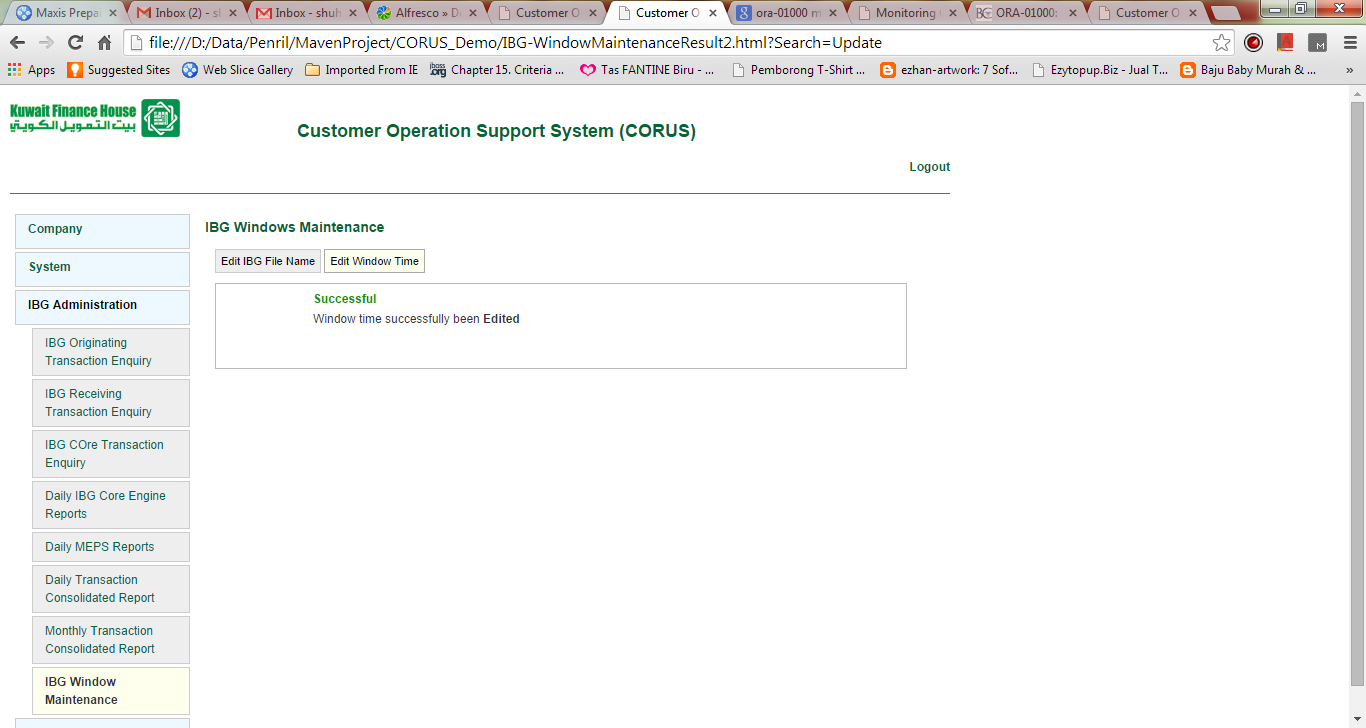 Maxis Prepa
Inbox (2) - sl
Inbox - shuh
Alfresco » D
Customer O
Customer O
ora-01000 m
Monitoring
ORA-01000:
Customer O
file:///D:/Data/Penril/MavenProject/CORUS_Demo/IBG-WindowMaintenanceResult2.html?Search=Update
Apps
Suggested Sites
Web Slice Gallery
Imported From IE
Chapter 15. Criteria ...
Tas FANTINE Biru - ...
Pemborong T-Shirt ...
ezhan-artwork: 7 Sof...
Ezytopup.Biz - Jual T...
Baju Baby Murah & ...
»
Kuwait Finance House
بيت التمويل الكويتي
Customer Operation Support System (CORUS)
Logout
Company
System
IBG Administration
IBG Originating
Transaction Enquiry
IBG Receiving
Transaction Enquiry
IBG COre Transaction
Enquiry
Daily IBG Core Engine
Reports
Daily MEPS Reports
Daily Transaction
Consolidated Report
Monthly Transaction
Consolidated Report
IBG Window
Maintenance
IBG Windows Maintenance
Edit IBG File Name
Edit Window Time
Successful
Window time successfully been Edited